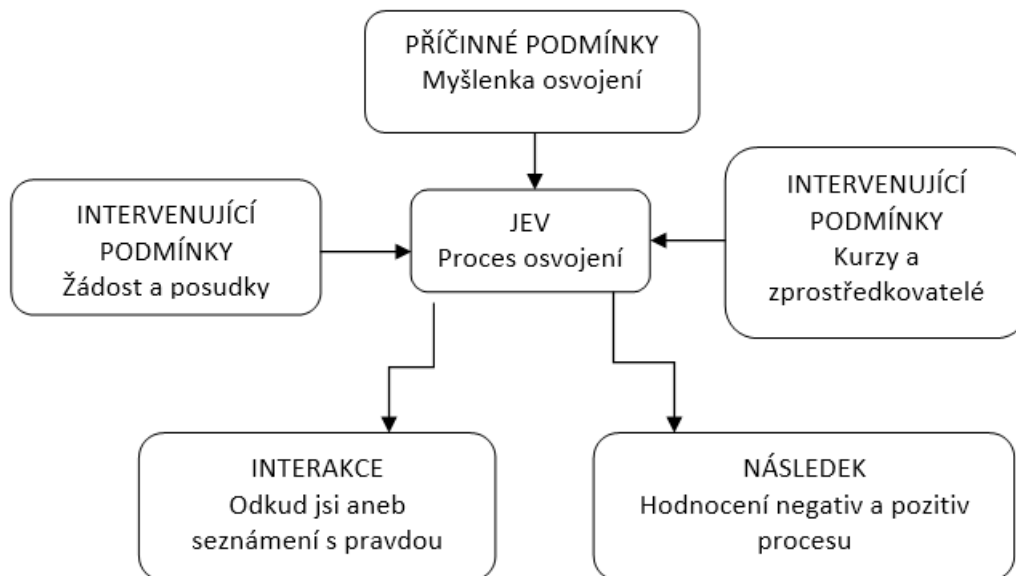 PŘÍČINNÉ PODMÍNKY
Myšlenka osvojení
INTERVENUJÍCÍ
PODMÍNKY
Žádost a posudky
JEV
Proces osvojení
INTERVENUJÍCÍ
PODMÍNKY
Kurzy a
zprostředkovatelé
INTERAKCE
Odkud jsi aneb
seznámení s pravdou
NÁSLEDEK
Hodnocení negativ a pozitiv
procesu